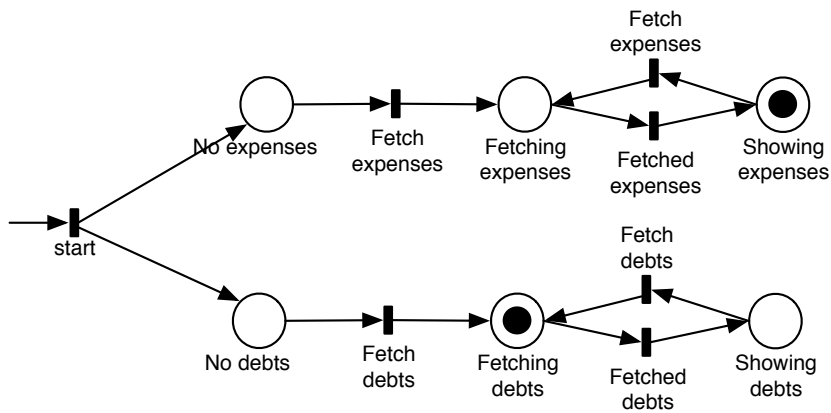 Fetch
expenses
No expenses
Fetch
expenses
Fetching
expenses
Fetched
expenses
Showing
expenses
start
Fetch
debts
No debts
Fetch
debts
Fetching
debts
Fetched
debts
Showing
debts